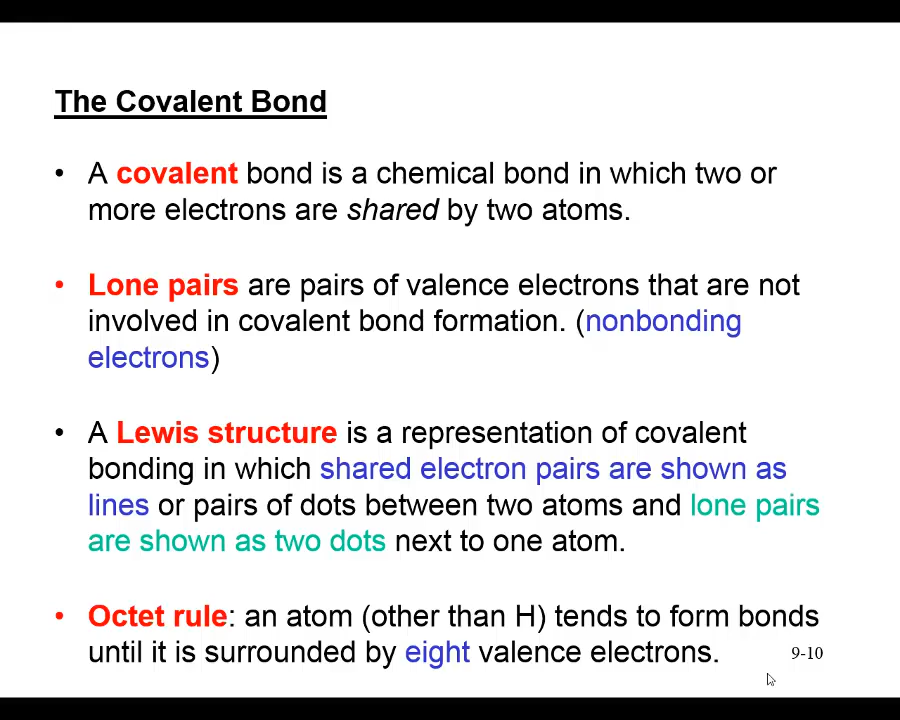 The Covalent Bond
• A covalent bond is a chemical bond in which two or
more electrons are shared by two atoms.
• Lone pairs are pairs of valence electrons that are not
involved in covalent bond formation. (nonbonding
electrons)
• A Lewis structure is a representation of covalent
bonding in which shared electron pairs are shown as
lines or pairs of dots between two atoms and lone pairs
are shown as two dots next to one atom.
• Octet rule: an atom (other than H) tends to form bonds
until it is surrounded by eight valence electrons.
9-10